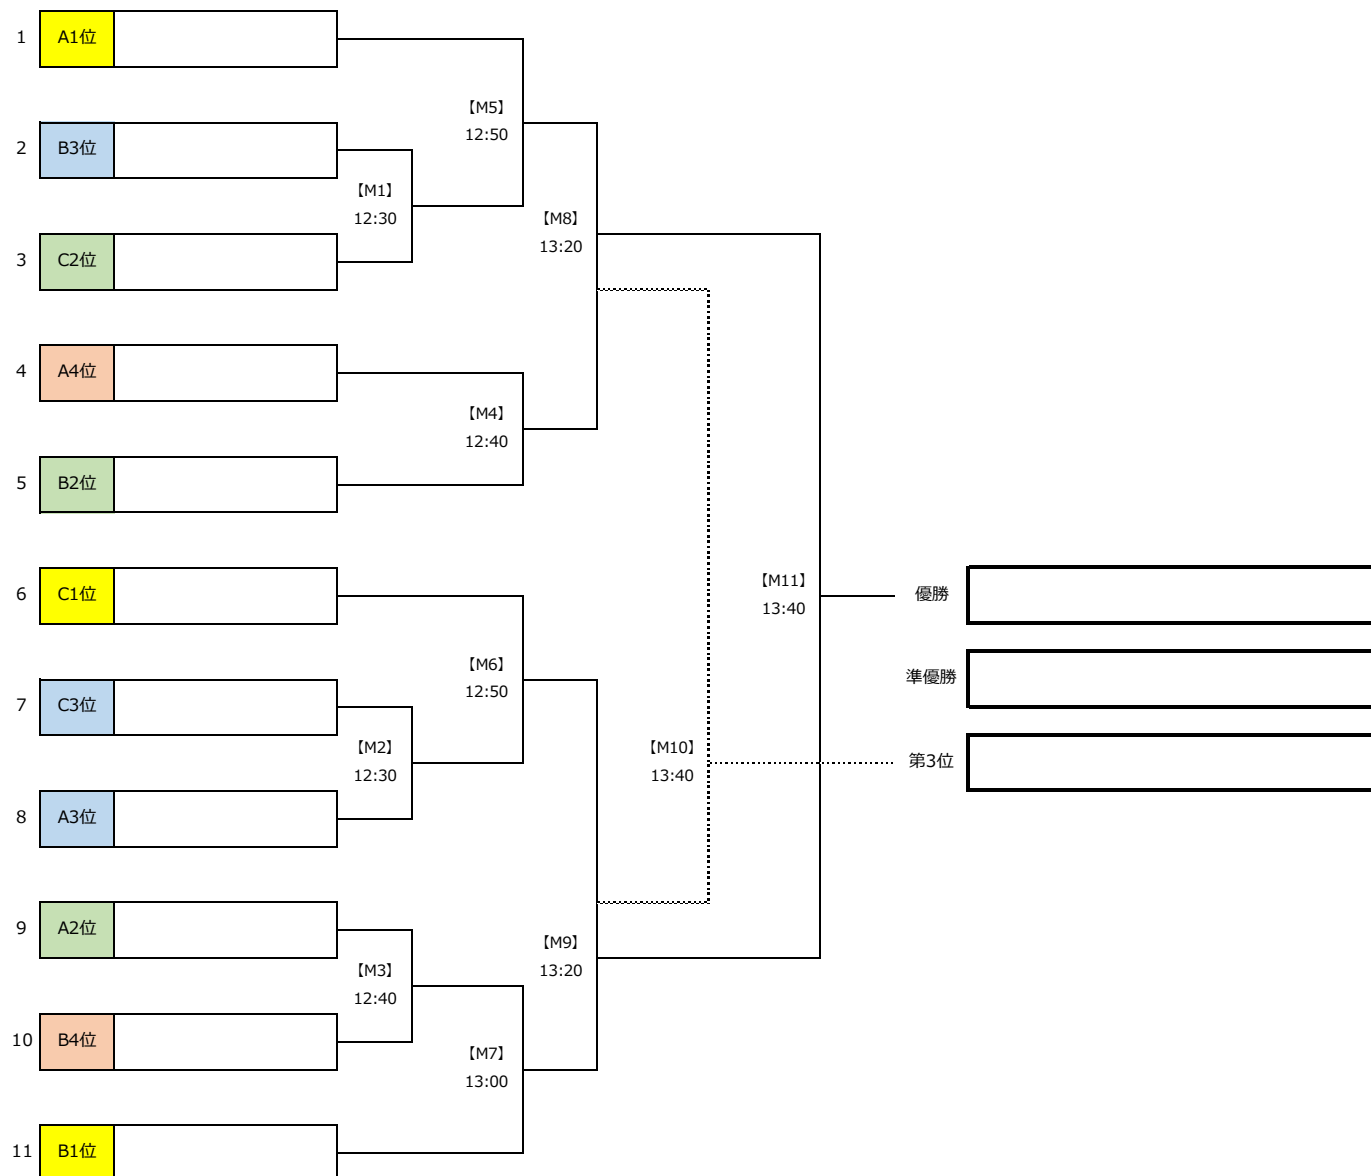 1 A1位
【M5】
12:50
2 B3位
【M1】
12:30
【M8】
13:20
3 C2位
4 A4位
【M4】
12:40
5 B2位
6 C1位
【M11】
13:40
優勝
【M6】
12:50
準優勝
7 C3位
【M2】
12:30
【M10】
13:40
第3位
8 A3位
9 A2位
【M9】
13:20
【M3】
12:40
10 B4位
【M7】
13:00
11 B1位